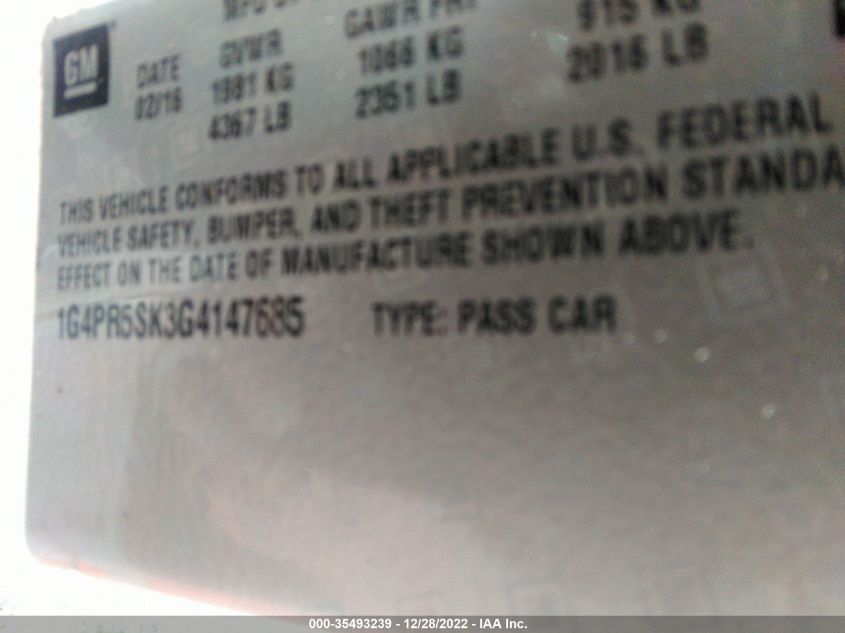 GM
DATE GVWR GAWR FRT
02/16 1981 KG 1066 KG 915 KG
4367 LB 2351 LB 2016 LB
THIS VEHICLE CONFORMS TO ALL APPLICABLE U.S. FEDERAL
VEHICLE SAFETY, BUMPER, AND THEFT PREVENTION STANDA
EFFECT ON THE DATE OF MANUFACTURE SHOWN ABOVE.
1G4PR5SK3G4147685 TYPE: PASS CAR
000-35493239 - 12/28/2022 - IAA Inc.